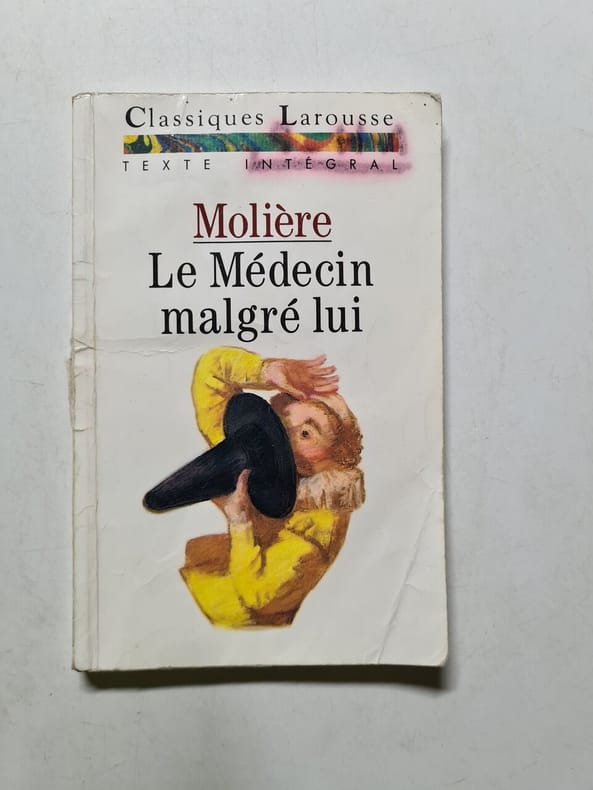 Classiques Larousse
TEXTE INTÉGRAL
Molière
Le Médecin
malgré lui